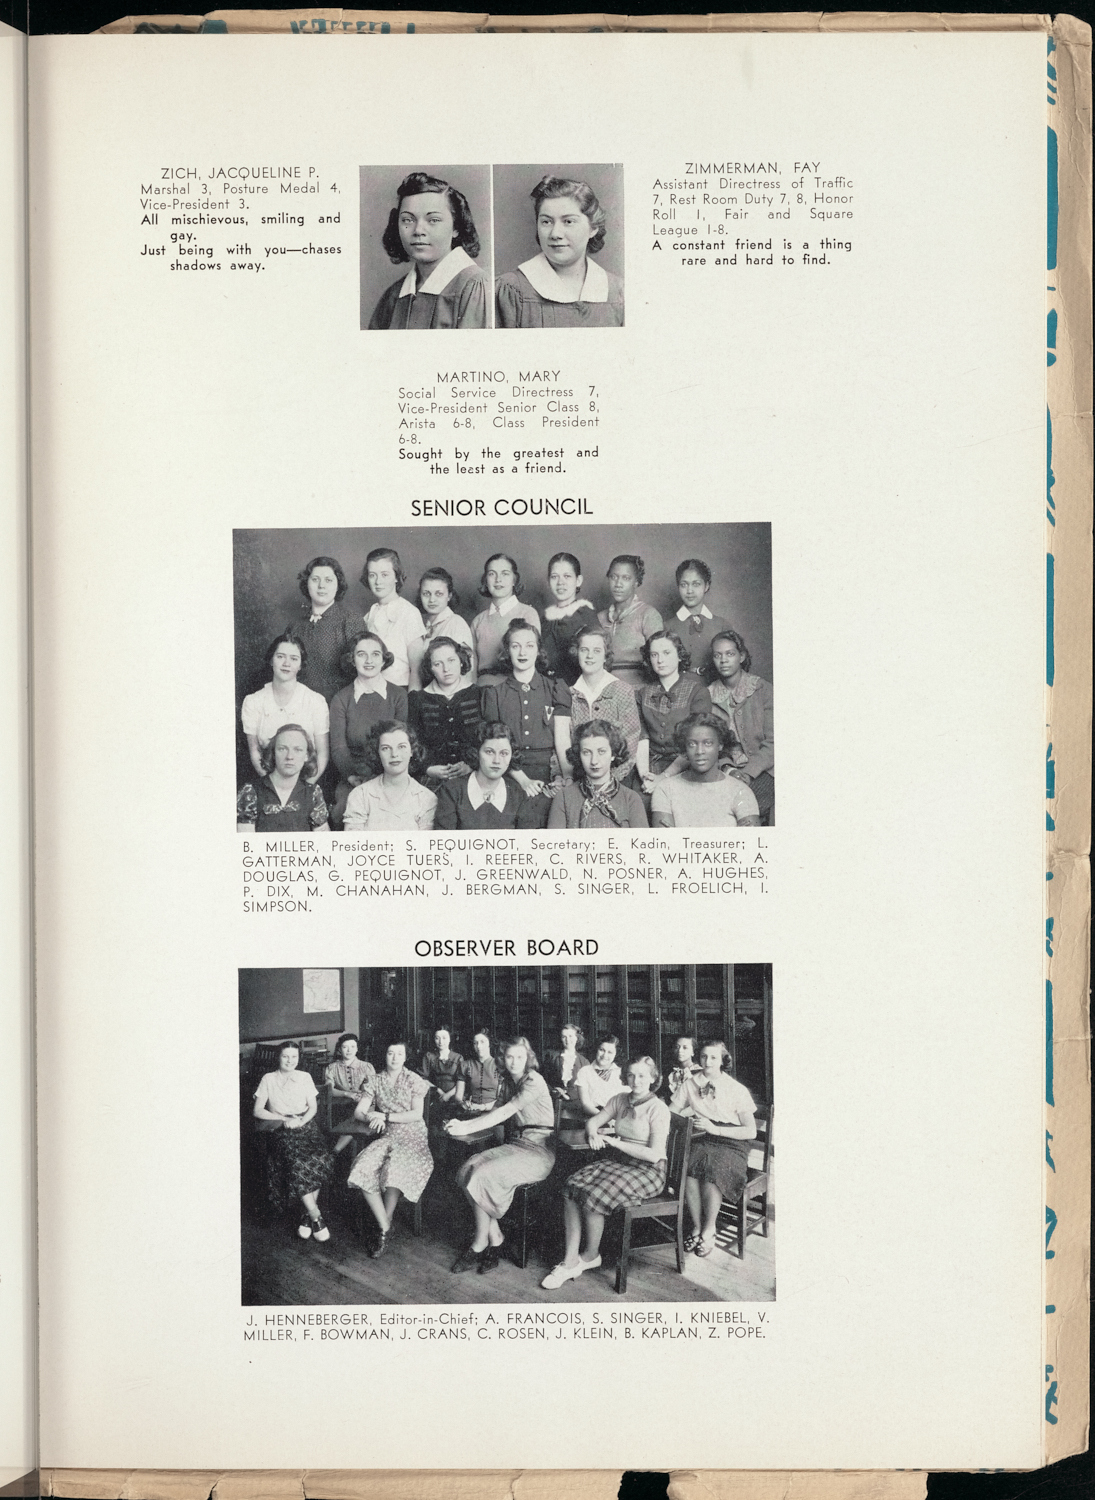 ZICH, JACQUELINE P.
Marshal 3, Posture Medal 4,
Vice-President 3.
All mischievous, smiling and
gay.
Just being with you—chases
shadows away.
ZIMMERMAN, FAY
Assistant Directress of Traffic
7, Rest Room Duty 7, 8, Honor
Roll 1, Fair and Square
League 1-8.
A constant friend is a thing
rare and hard to find.
MARTINO, MARY
Social Service Directress 7,
Vice-President Senior Class 8,
Arista 6-8, Class President
6-8.
Sought by the greatest and
the least as a friend.
SENIOR COUNCIL
B. MILLER, President; S. PEQUIGNOT, Secretary; E. Kadin, Treasurer; L.
GATTERMAN, JOYCE TUERS, I. REEFER, C. RIVERS, R. WHITAKER, A.
DOUGLAS, G. PEQUIGNOT, J. GREENWALD, N. POSNER, A. HUGHES,
P. DIX, M. CHANAHAN, J. BERGMAN, S. SINGER, L. FROELICH, I.
SIMPSON.
OBSERVER BOARD
J. HENNEBERGER, Editor-in-Chief; A. FRANCOIS, S. SINGER, I. KNIEBEL, V.
MILLER, F. BOWMAN, J. CRANS, C. ROSEN, J. KLEIN, B. KAPLAN, Z. POPE.